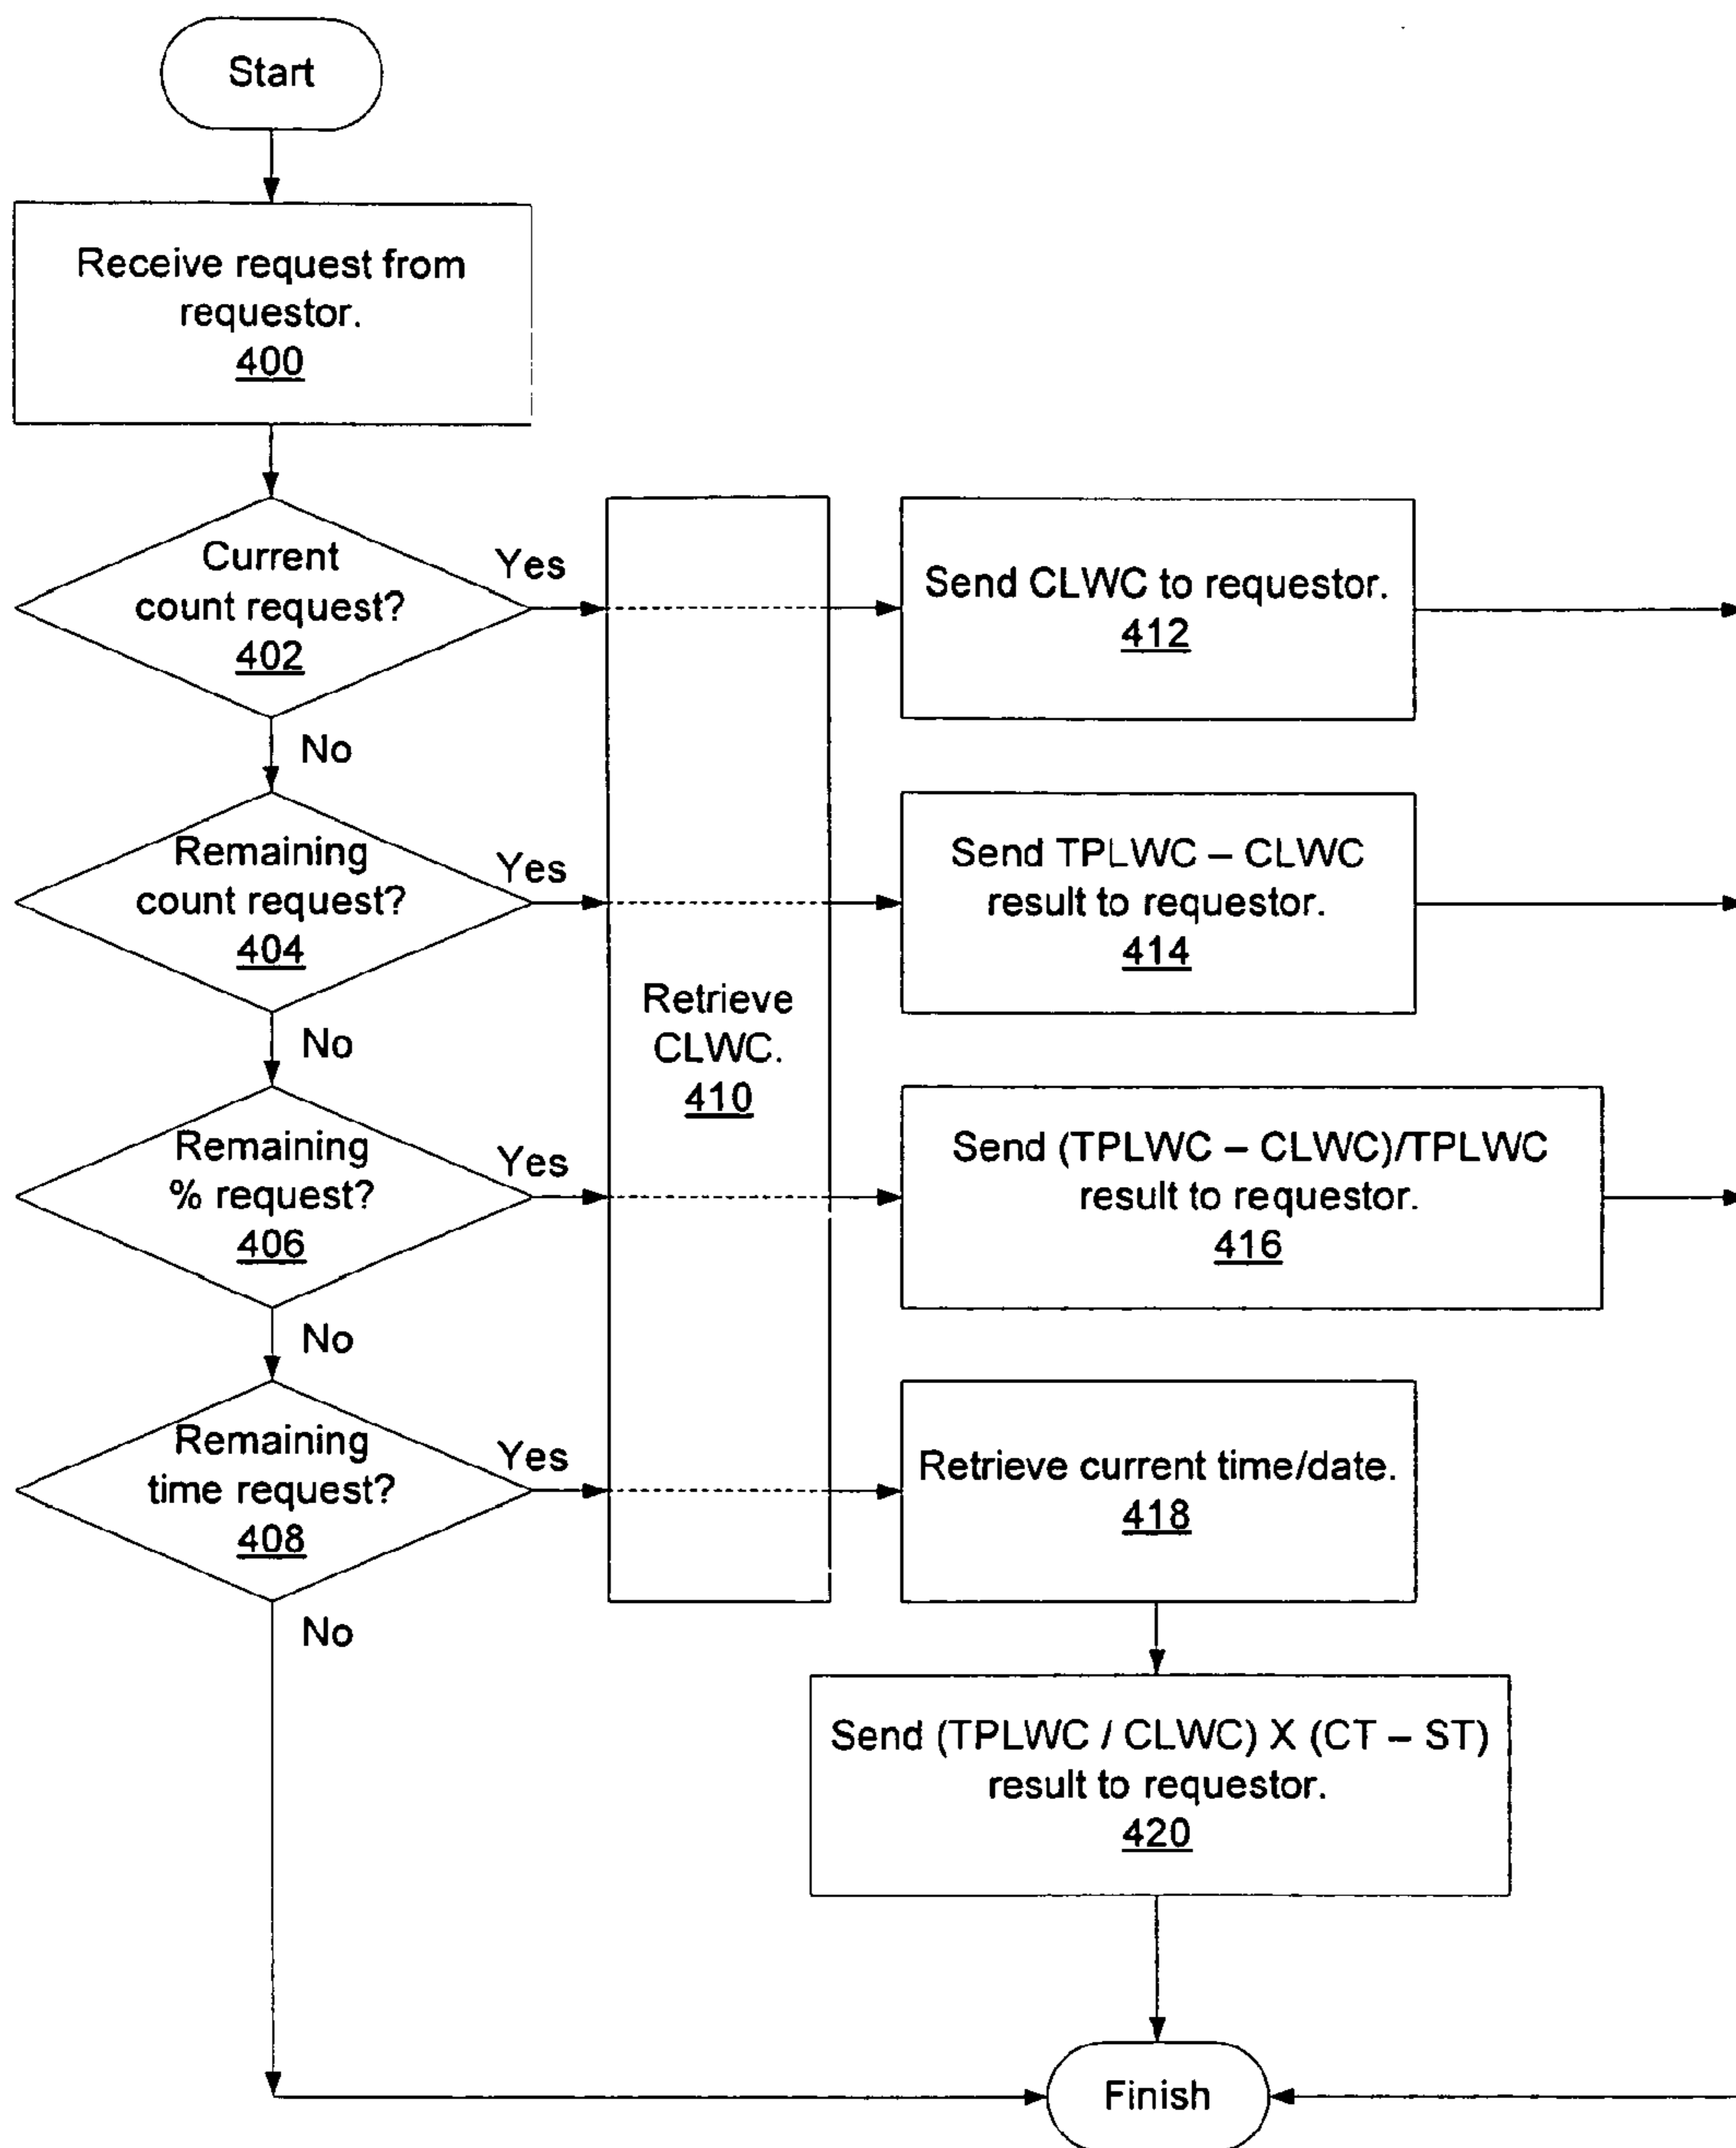 Start
Receive request from
requestor.
400
Current
count request?
402
Yes
No
Send CLWC to requestor.
412
Remaining
count request?
404
Yes
No
Send TPLWC – CLWC
result to requestor.
414
Retrieve
CLWC.
410
Remaining
% request?
406
Yes
No
Send (TPLWC – CLWC)/TPLWC
result to requestor.
416
Remaining
time request?
408
Yes
No
Retrieve current time/date.
418
Send (TPLWC / CLWC) X (CT – ST)
result to requestor.
420
Finish